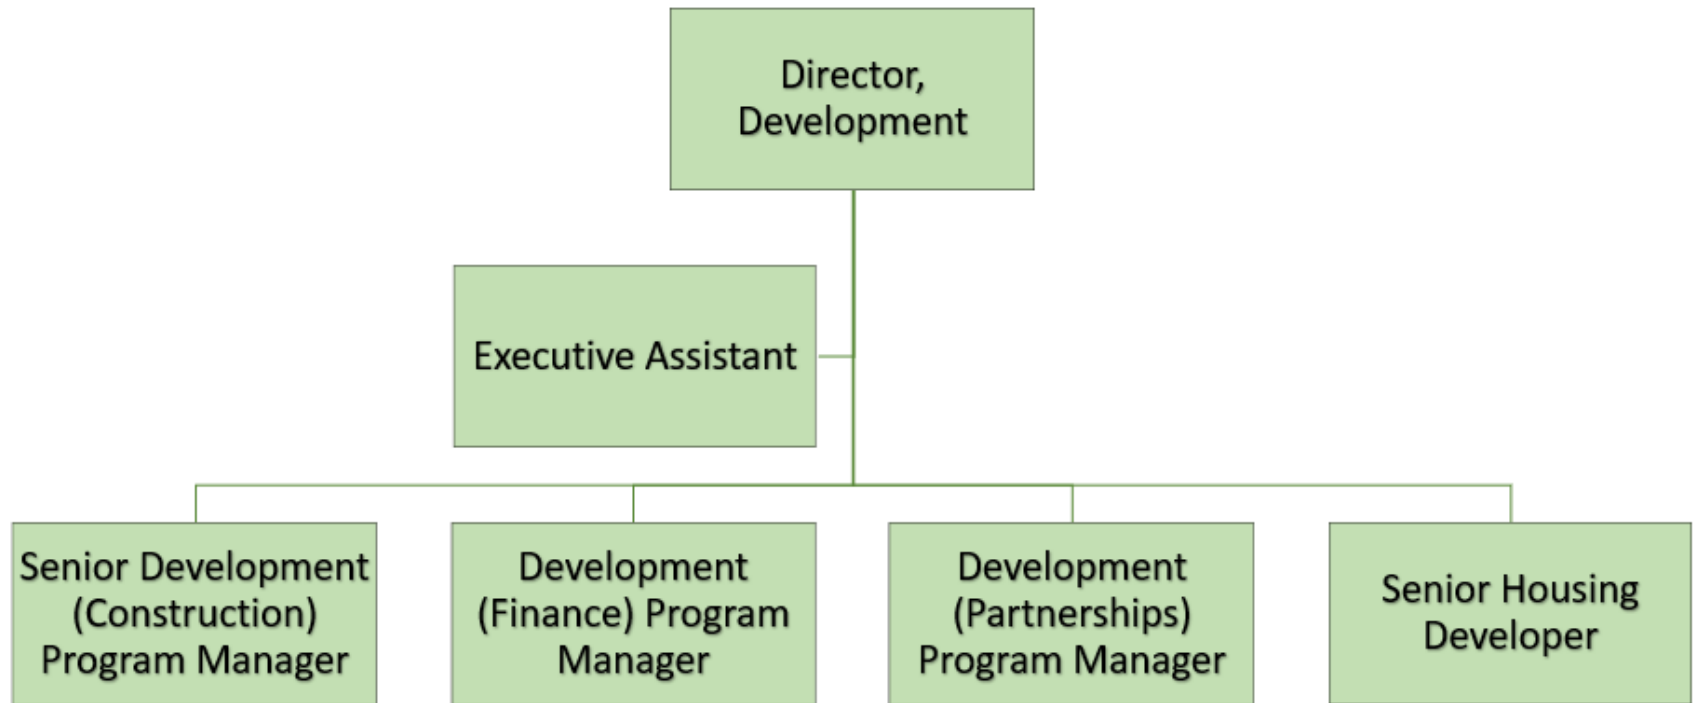 Director,
Development
Executive Assistant
Senior Development
(Construction)
Program Manager
Development
(Finance) Program
Manager
Development
(Partnerships)
Program Manager
Senior Housing
Developer